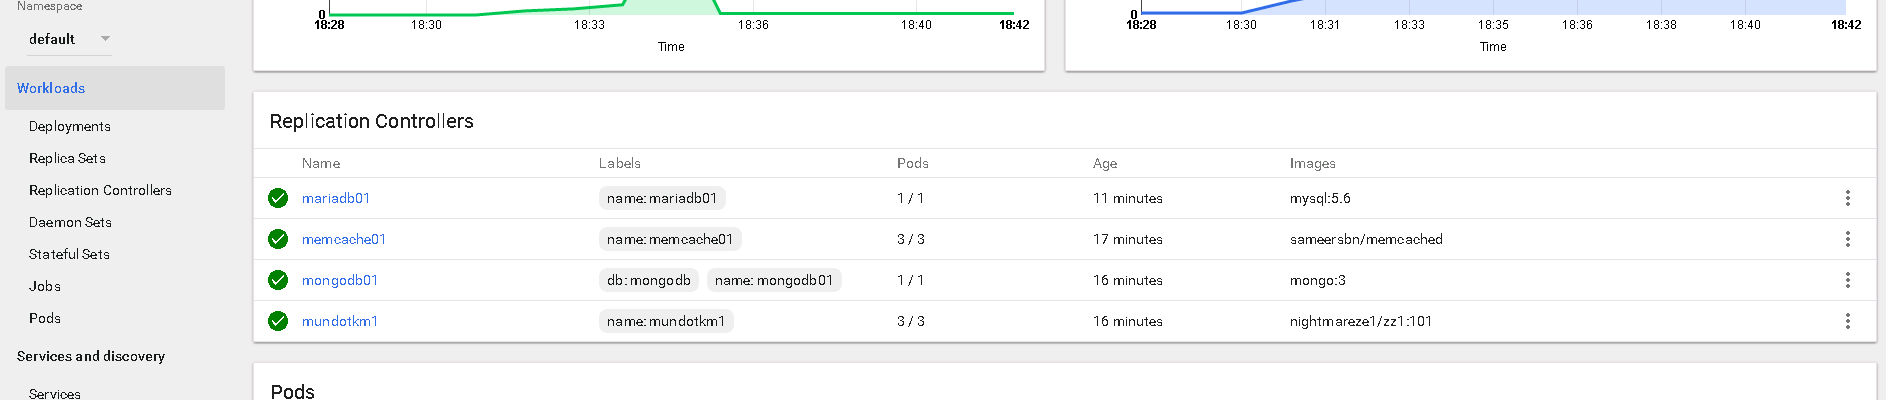 Namespace
default
Workloads
Deployments
Replica Sets
Replication Controllers
Daemon Sets
Stateful Sets
Jobs
Pods
Services and discovery
Services
0
18:28 18:30 18:33 18:36 18:40 18:42
Time
0
18:28 18:30 18:31 18:33 18:35 18:36 18:38 18:40 18:42
Time
Replication Controllers
Name Labels Pods Age Images
mariadb01 name: mariadb01 1 / 1 11 minutes mysql:5.6
memcache01 name: memcache01 3 / 3 17 minutes sameersbn/memcached
mongodb01 db: mongodb name: mongodb01 1 / 1 16 minutes mongo:3
mundotkm1 name: mundotkm1 3 / 3 16 minutes nightmareze1/zz1:101
Pods